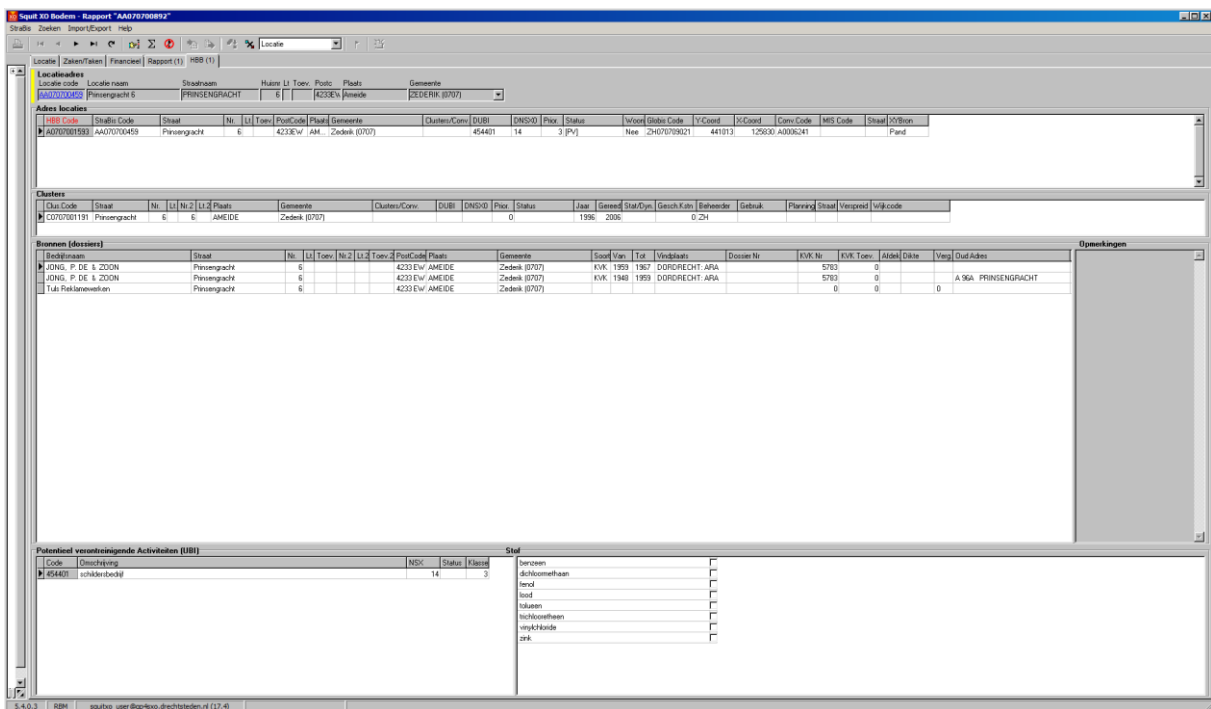 Squit XO Bodem - Rapport "AA070700892"
StraBis Zoeken Import/Export Help
Locatie
Locatie Zaken/Taken Financieel Rapport (1) HBB (1)
Locatieadres
Locatie code Locatie naam Straatnaam Huisnr Lt Toev. Postc Plaats Gemeente
AA070700459 Prinsengracht 6 PRINSENGRACHT 6 4233EW Ameide ZEDERIK (0707)
Adres locaties
HBB Code StraBis Code Straat Nr. Lt Toev. PostCode Plaats Gemeente Clusters/Conv. DUBI DNSX0 Prior. Status Woon Globis Code Y-Coord X-Coord Conv.Code MIS Code Straat XYBron
A0707001593 AA070700459 Prinsengracht 6 4233EW AM... Zederik (0707) 454401 14 3 [PV] Nee ZH070709021 441013 125830 A0006241 Pand
Clusters
Clus.Code Straat Nr. Lt Nr.2 Lt.2 Plaats Gemeente Clusters/Conv. DUBI DNSX0 Prior. Status Jaar Gereed Stat/Dyn. Gesch.Kstn Beheerder Gebruik Planning Straat Verspreid Wijkcode
C0707001191 Prinsengracht 6 6 AMEIDE Zederik (0707) 0 1996 2006 0 ZH
Bronnen (dossiers) Opmerkingen
Bedrijfsnaam Straat Nr. Lt Toev. Nr.2 Lt.2 Toev.2 PostCode Plaats Gemeente Soort Van Tot Vindplaats Dossier Nr KVK Nr KVK Toev. Afdek Dikte Verg. Oud Adres
JONG, P. DE & ZOON Prinsengracht 6 4233 EW AMEIDE Zederik (0707) KVK 1959 1967 DORDRECHT: ARA 5783 0
JONG, P. DE & ZOON Prinsengracht 6 4233 EW AMEIDE Zederik (0707) KVK 1948 1959 DORDRECHT: ARA 5783 0 A 96A PRINSENGRACHT
Tuls Reklamewerken Prinsengracht 6 4233 EW AMEIDE Zederik (0707) 0 0 0
Potentieel verontreinigende Activiteiten (UBI) Stof
Code Omschrijving NSX Status Klasse
454401 schildersbedrijf 14 3
benzeen
dichloormethaan
fenol
lood
tolueen
trichlooretheen
vinylchloride
zink
5.4.0.3 RBM squitxo_user@gp4exo.drechtsteden.nl (17.4)